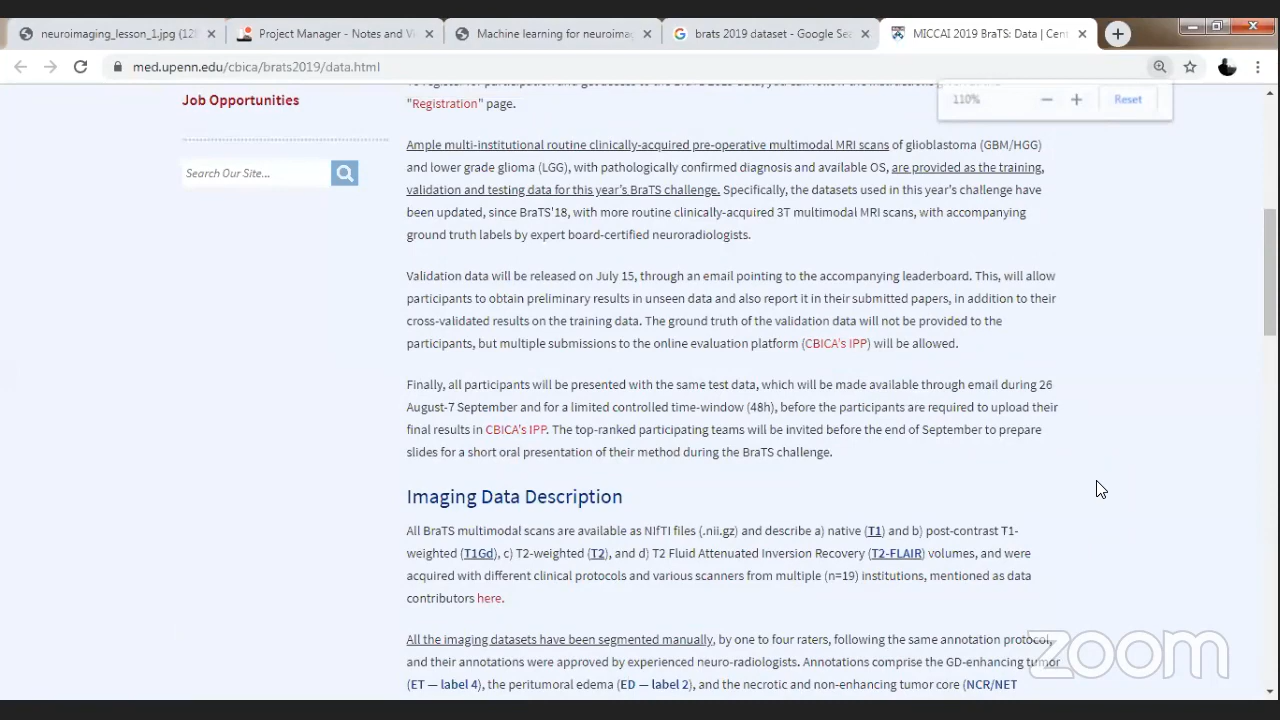 neuroimaging_lesson_1.jpg (12
Project Manager - Notes and V
Machine learning for neuroima
brats 2019 dataset - Google Se
MICCAI 2019 BraTS: Data | Cen
med.upenn.edu/cbica/brats2019/data.html
110%
Reset
Job Opportunities
Search Our Site...
"Registration" page.
Ample multi-institutional routine clinically-acquired pre-operative multimodal MRI scans of glioblastoma (GBM/HGG)
and lower grade glioma (LGG), with pathologically confirmed diagnosis and available OS, are provided as the training,
validation and testing data for this year's BraTS challenge. Specifically, the datasets used in this year's challenge have
been updated, since BraTS'18, with more routine clinically-acquired 3T multimodal MRI scans, with accompanying
ground truth labels by expert board-certified neuroradiologists.
Validation data will be released on July 15, through an email pointing to the accompanying leaderboard. This, will allow
participants to obtain preliminary results in unseen data and also report it in their submitted papers, in addition to their
cross-validated results on the training data. The ground truth of the validation data will not be provided to the
participants, but multiple submissions to the online evaluation platform (CBICA's IPP) will be allowed.
Finally, all participants will be presented with the same test data, which will be made available through email during 26
August-7 September and for a limited controlled time-window (48h), before the participants are required to upload their
final results in CBICA's IPP. The top-ranked participating teams will be invited before the end of September to prepare
slides for a short oral presentation of their method during the BraTS challenge.
Imaging Data Description
All BraTS multimodal scans are available as NIfTI files (.nii.gz) and describe a) native (T1) and b) post-contrast T1-
weighted (T1Gd), c) T2-weighted (T2), and d) T2 Fluid Attenuated Inversion Recovery (T2-FLAIR) volumes, and were
acquired with different clinical protocols and various scanners from multiple (n=19) institutions, mentioned as data
contributors here.
All the imaging datasets have been segmented manually, by one to four raters, following the same annotation protocol,
and their annotations were approved by experienced neuro-radiologists. Annotations comprise the GD-enhancing tumor
(ET — label 4), the peritumoral edema (ED — label 2), and the necrotic and non-enhancing tumor core (NCR/NET
zoom